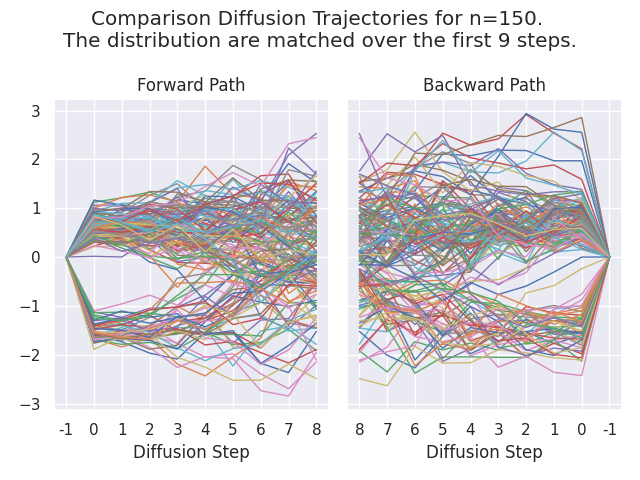 Comparison Diffusion Trajectories for n=150.
The distribution are matched over the first 9 steps.
Forward Path
Backward Path
3
2
1
0
−1
−2
−3
-1 0 1 2 3 4 5 6 7 8
8 7 6 5 4 3 2 1 0 -1
Diffusion Step
Diffusion Step